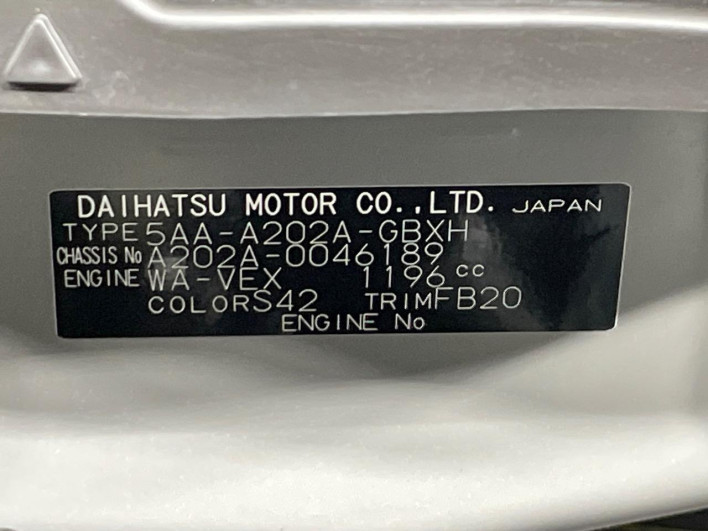 DAIHATSU MOTOR CO.,LTD. JAPAN
TYPE 5AA-A202A-GBXH
CHASSIS No A202A-0046189
ENGINE WA-VEX 1196 cc
COLOR S42 TRIM FB20
ENGINE No